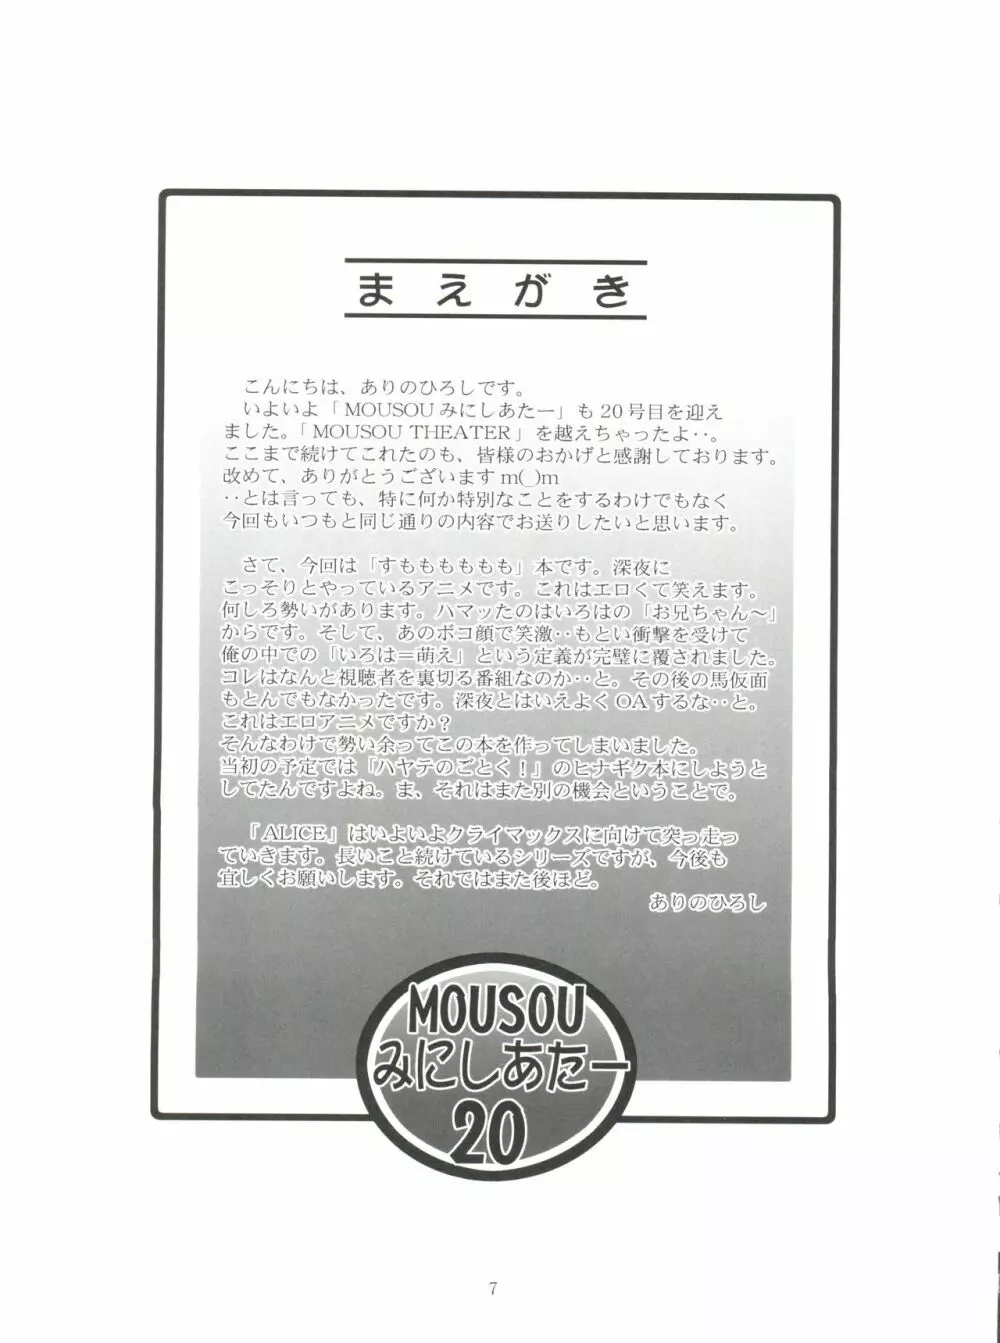 まえがき
こんにちは、ありのひろしです。
いよいよ「MOUSOUみにしあたー」も20号目を迎え
ました。「MOUSOU THEATER」を越えちゃったよ‥。
ここまで続けてこれたのも、皆様のおかげと感謝しております。
改めて、ありがとうございますm(_)m
‥とは言っても、特に何か特別なことをするわけでもなく
今回もいつもと同じ通りの内容でお送りしたいと思います。
さて、今回は「すもももももも」本です。深夜に
こっそりとやっているアニメです。これはエロくて笑えます。
何しろ勢いがあります。ハマッたのはいろはの「お兄ちゃん～」
からです。そして、あのボコ顔で笑激‥もとい衝撃を受けて
俺の中での「いろは＝萌え」という定義が完璧に覆されました。
コレはなんと視聴者を裏切る番組なのか‥と。その後の馬仮面
もとんでもなかったです。深夜とはいえよくOAするな‥と。
これはエロアニメですか？
そんなわけで勢い余ってこの本を作ってしまいました。
当初の予定では「ハヤテのごとく！」のヒナギク本にしようと
してたんですよね。ま、それはまた別の機会ということで。
「ALICE」はいよいよクライマックスに向けて突っ走っ
ていきます。長いこと続けているシリーズですが、今後も
宜しくお願いします。それではまた後ほど。
ありのひろし
MOUSOU
みにしあたー
20
7